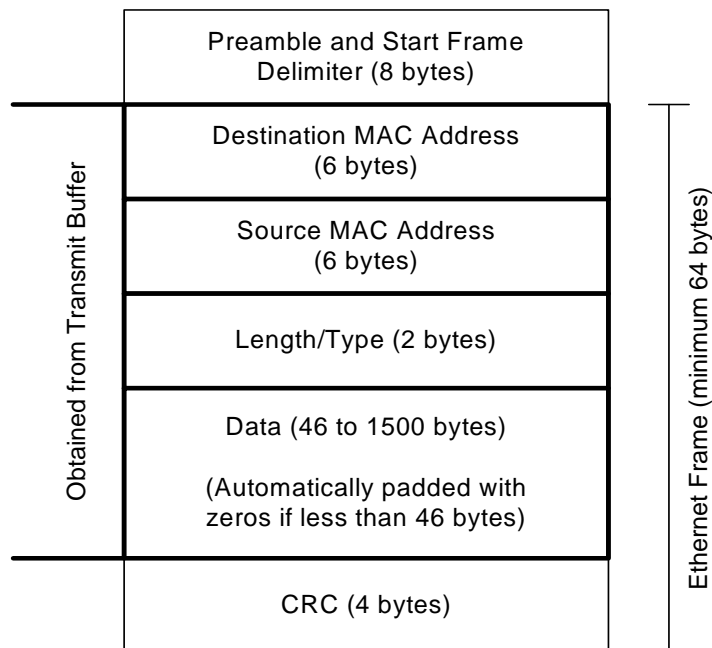 Preamble and Start Frame
Delimiter (8 bytes)
Destination MAC Address
(6 bytes)
Source MAC Address
(6 bytes)
Length/Type (2 bytes)
Data (46 to 1500 bytes)
(Automatically padded with
zeros if less than 46 bytes)
CRC (4 bytes)
Obtained from Transmit Buffer
Ethernet Frame (minimum 64 bytes)